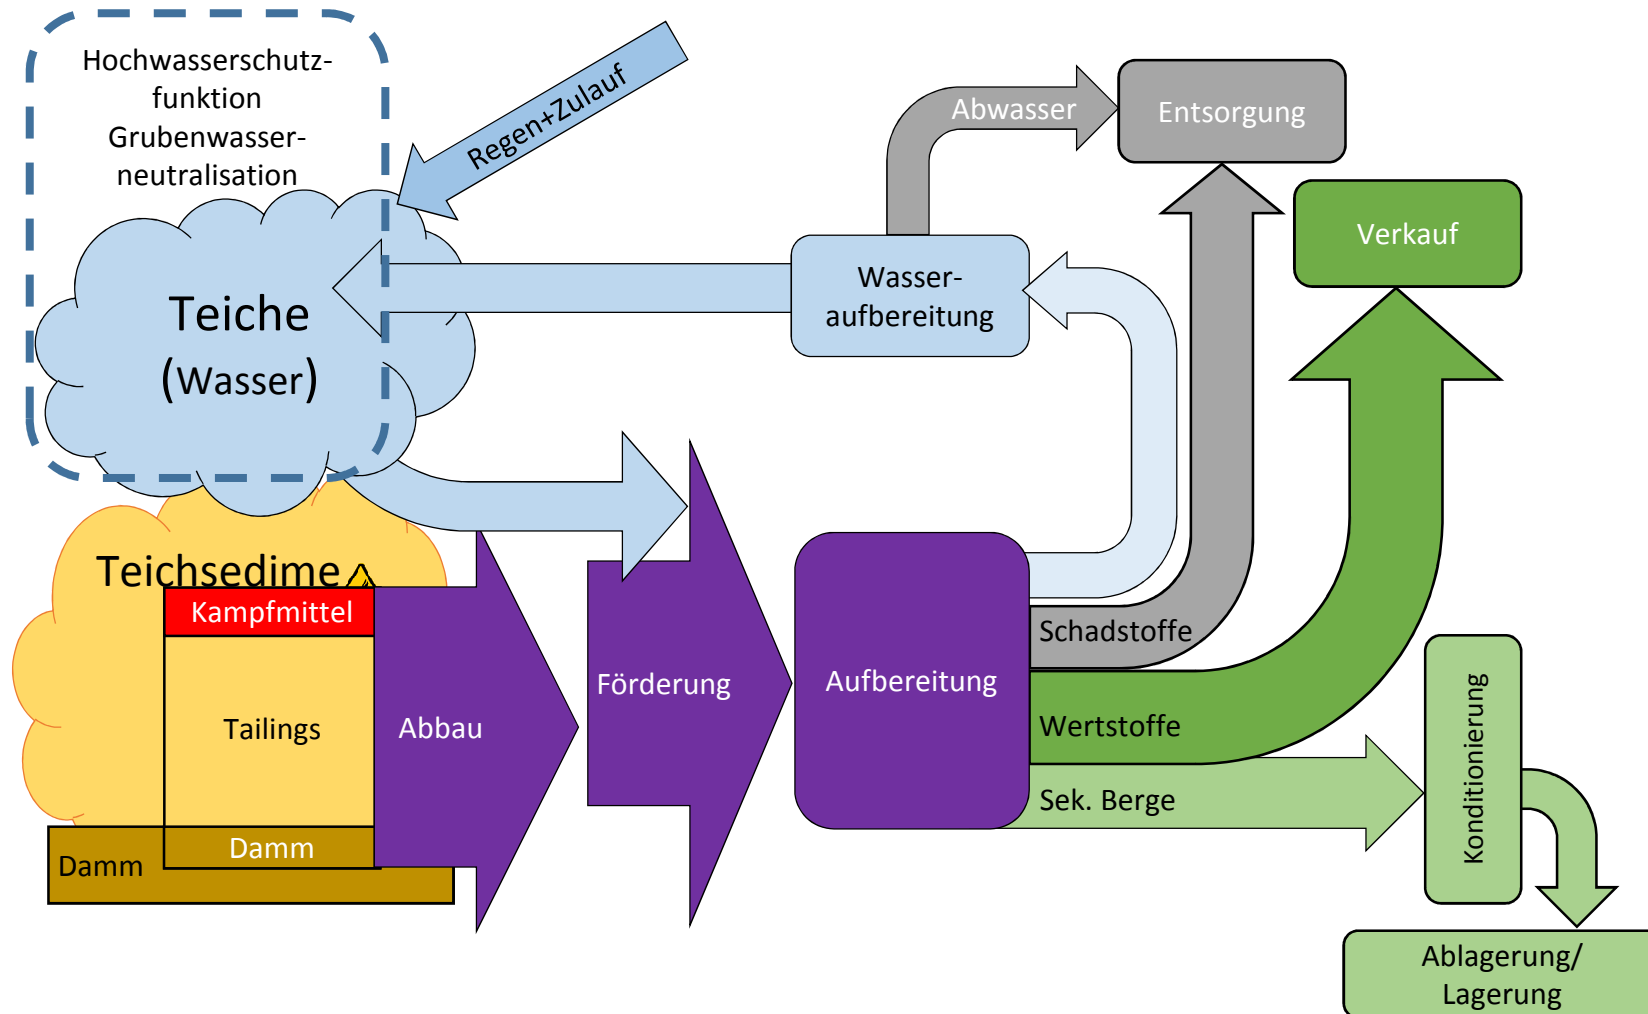 Hochwasserschutz-
funktion
Grubenwasser-
neutralisation
Regen+Zulauf
Abwasser
Entsorgung
Verkauf
Wasser-
aufbereitung
Teiche
(Wasser)
Teichsedime
Kampfmittel
Tailings
Damm
Damm
Abbau
Förderung
Aufbereitung
Schadstoffe
Wertstoffe
Sek. Berge
Konditionierung
Ablagerung/
Lagerung